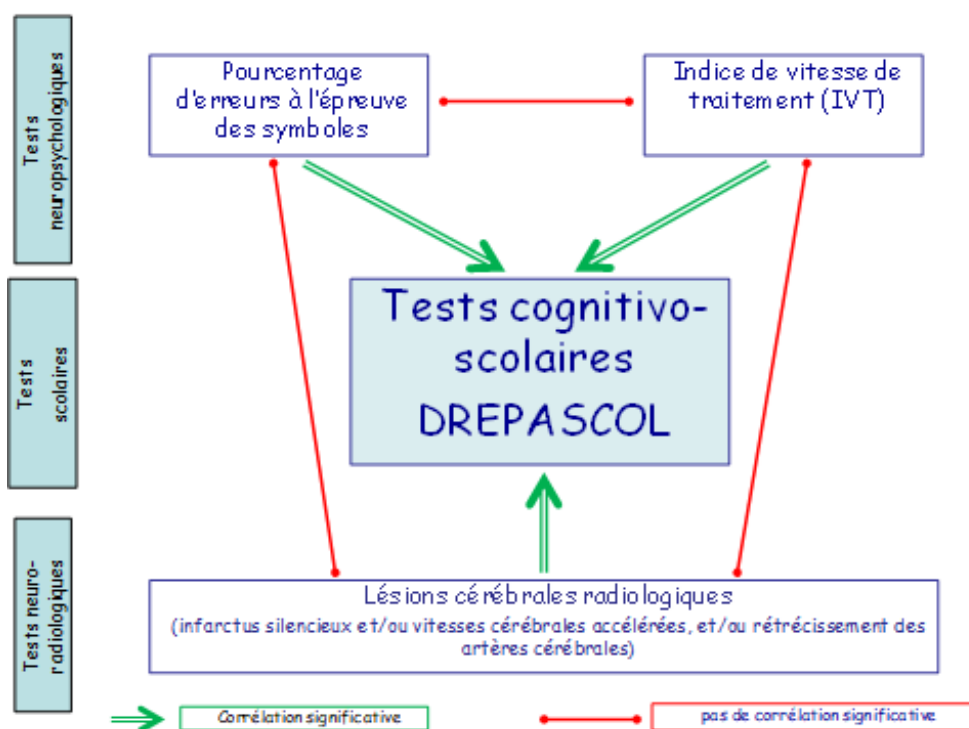 Tests
neuropsychologiques
Pourcentage
d'erreurs à l'épreuve
des symboles
Indice de vitesse de
traitement (IVT)
Tests
scolaires
Tests cognitivo-
scolaires
DREPASCOL
Tests neuro-
radiologiques
Lésions cérébrales radiologiques
(infarctus silencieux et/ou vitesses cérébrales accélérées, et/ou rétrécissement des
artères cérébrales)
Corrélation significative
pas de corrélation significative